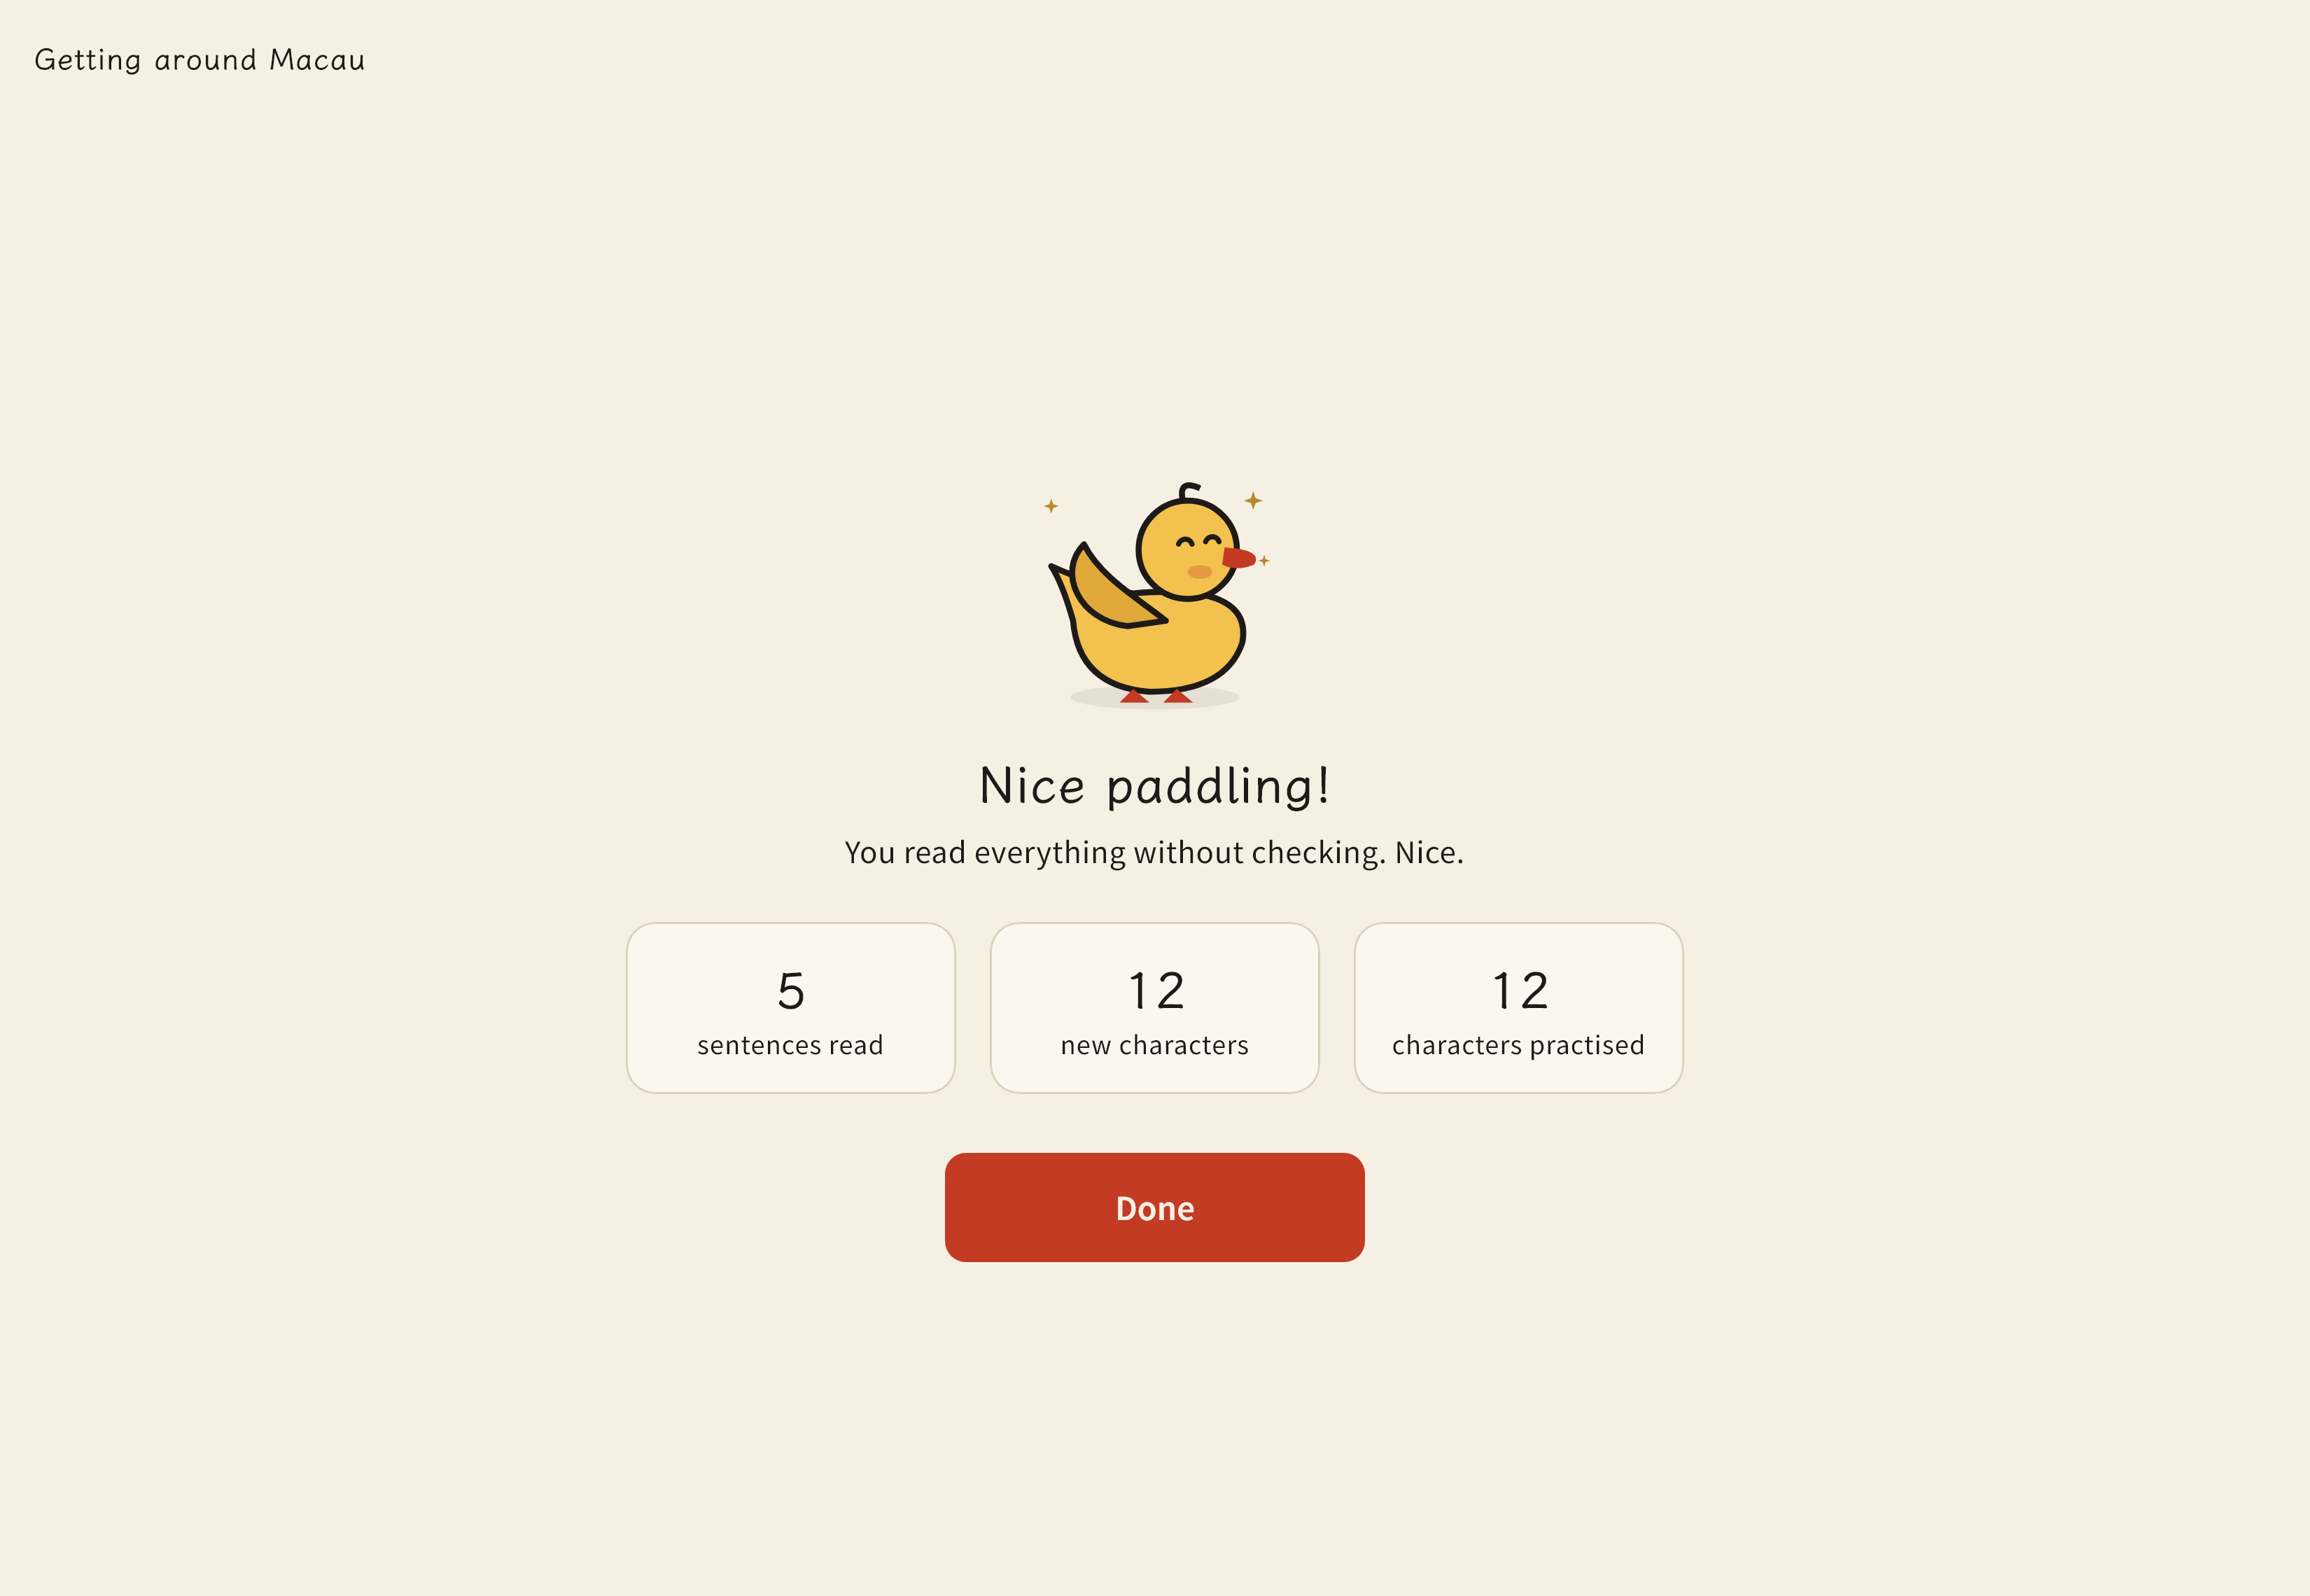 Getting around Macau
Nice paddling!
You read everything without checking. Nice.
5
sentences read
12
new characters
12
characters practised
Done